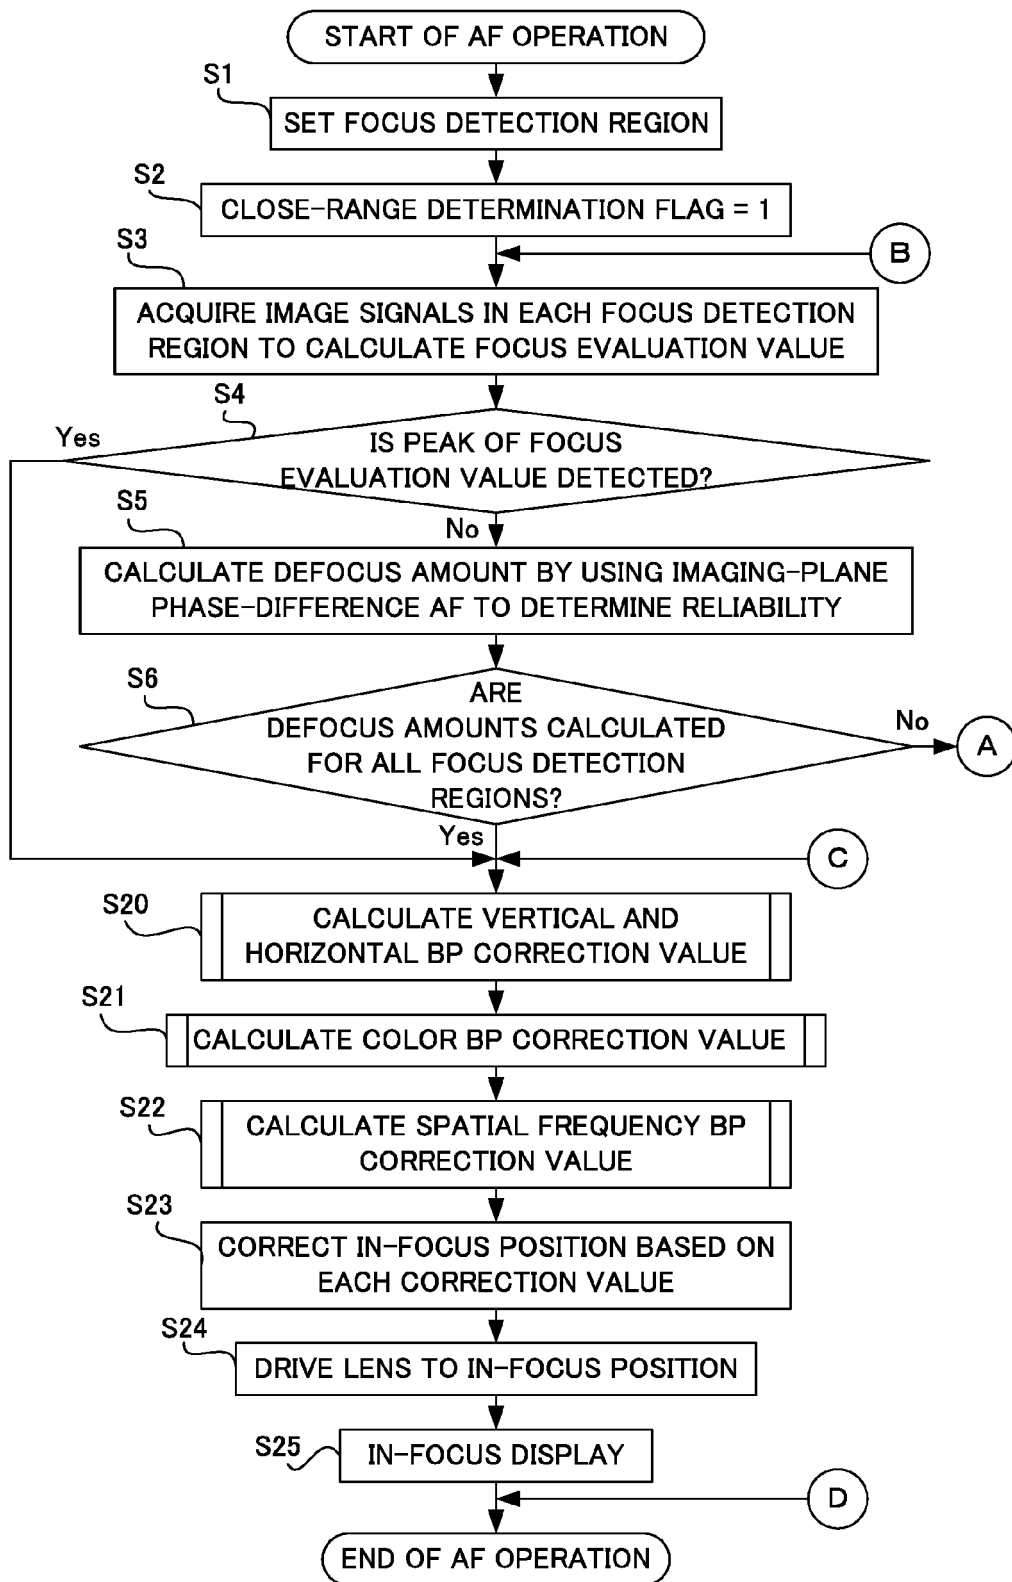 START OF AF OPERATION
S1
SET FOCUS DETECTION REGION
S2
CLOSE-RANGE DETERMINATION FLAG = 1
B
S3
ACQUIRE IMAGE SIGNALS IN EACH FOCUS DETECTION
REGION TO CALCULATE FOCUS EVALUATION VALUE
S4
Yes
IS PEAK OF FOCUS
EVALUATION VALUE DETECTED?
No
S5
CALCULATE DEFOCUS AMOUNT BY USING IMAGING-PLANE
PHASE-DIFFERENCE AF TO DETERMINE RELIABILITY
S6
ARE
DEFOCUS AMOUNTS CALCULATED
FOR ALL FOCUS DETECTION
REGIONS?
No
A
Yes
C
S20
CALCULATE VERTICAL AND
HORIZONTAL BP CORRECTION VALUE
S21
CALCULATE COLOR BP CORRECTION VALUE
S22
CALCULATE SPATIAL FREQUENCY BP
CORRECTION VALUE
S23
CORRECT IN-FOCUS POSITION BASED ON
EACH CORRECTION VALUE
S24
DRIVE LENS TO IN-FOCUS POSITION
S25
IN-FOCUS DISPLAY
D
END OF AF OPERATION